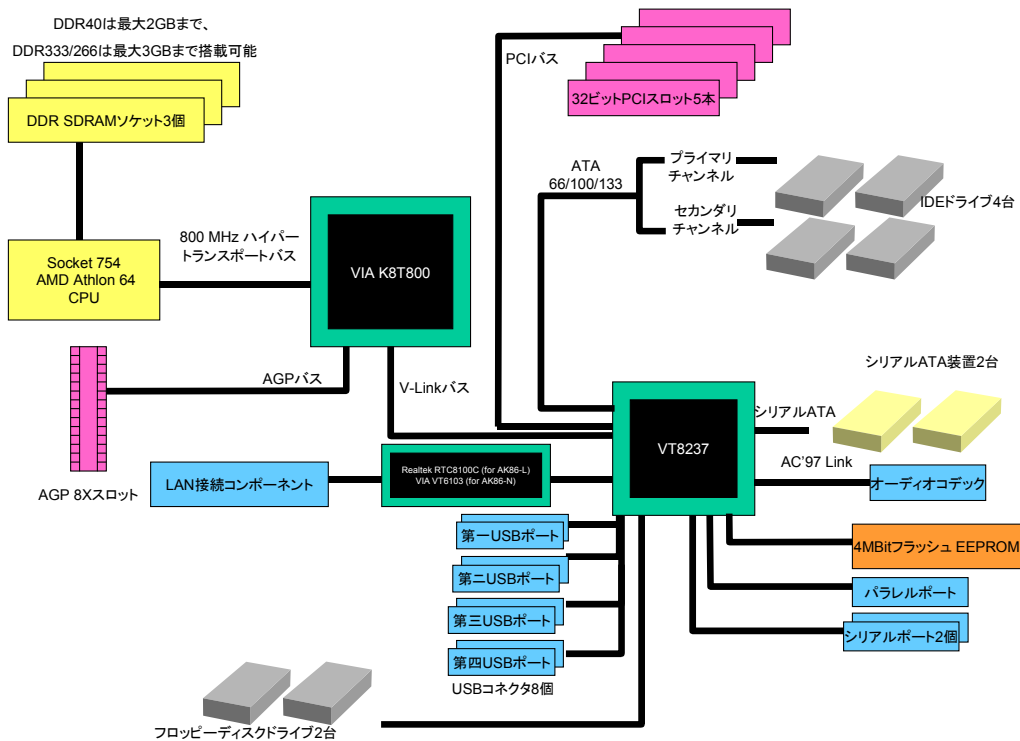 DDR40は最大2GBまで、
DDR333/266は最大3GBまで搭載可能
DDR SDRAMソケット3個
PCIバス
32ビットPCIスロット5本
ATA
66/100/133
プライマリ
チャンネル
セカンダリ
チャンネル
IDEドライブ4台
Socket 754
AMD Athlon 64
CPU
800 MHz ハイパー
トランスポートバス
VIA K8T800
AGPバス
V-Linkバス
AGP 8Xスロット
シリアルATA装置2台
シリアルATA
VT8237
AC'97 Link
オーディオコデック
LAN接続コンポーネント
Realtek RTC8100C (for AK86-L)
VIA VT6103 (for AK86-N)
第一USBポート
第二USBポート
第三USBポート
第四USBポート
USBコネクタ8個
4MBitフラッシュ EEPROM
パラレルポート
シリアルポート2個
フロッピーディスクドライブ2台